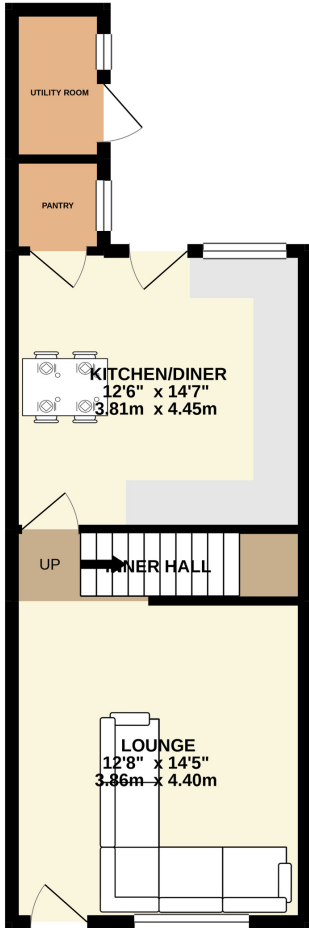 UTILITY ROOM
PANTRY
KITCHEN/DINER
12'6" x 14'7"
3.81m x 4.45m
UP
INNER HALL
LOUNGE
12'8" x 14'5"
3.86m x 4.40m